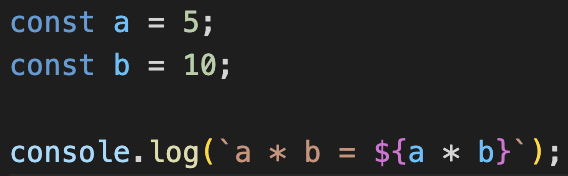 const a = 5;
const b = 10;
console.log(`a * b = ${a * b}`);